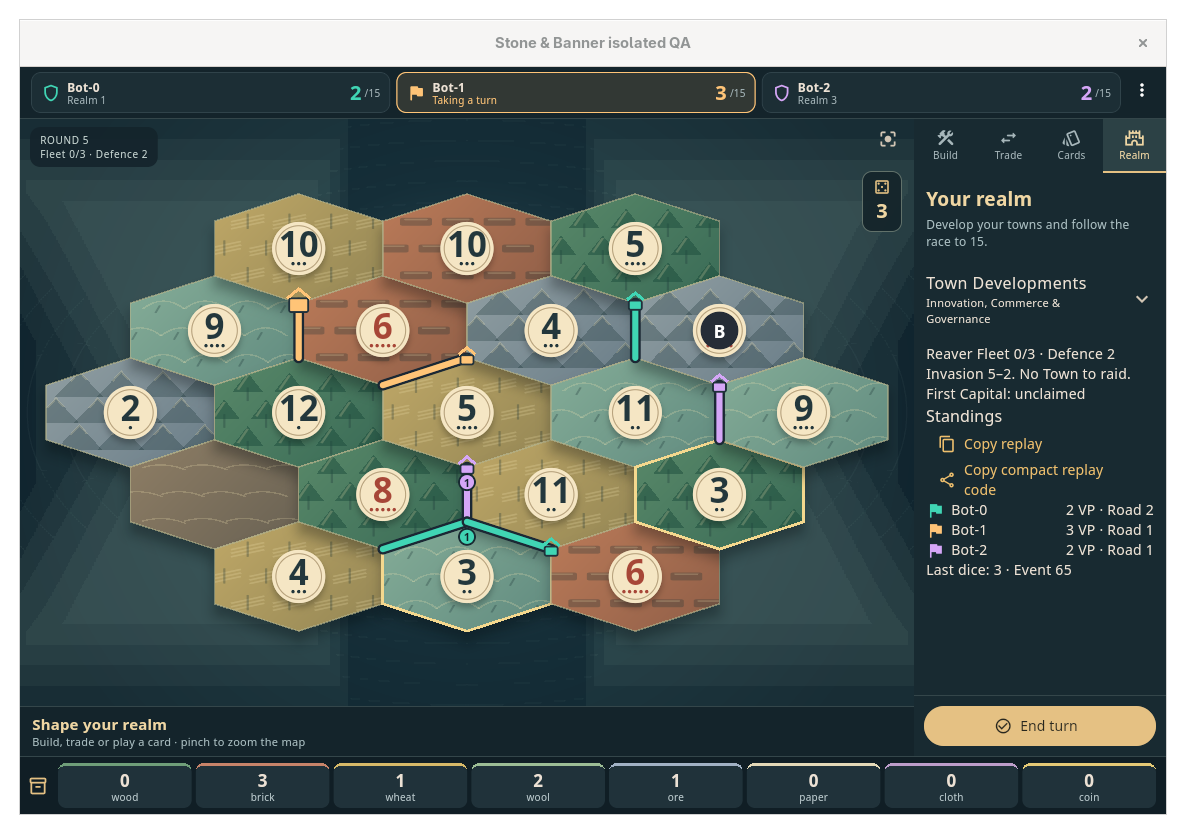 Stone & Banner isolated QA
Bot-0
Realm 1
2 /15
Bot-1
Taking a turn
3 /15
Bot-2
Realm 3
2 /15
ROUND 5
Fleet 0/3 · Defence 2
3
Build
Trade
Cards
Realm
10
10
5
9
6
4
B
2
12
5
11
9
8
1
11
3
1
4
3
6
Your realm
Develop your towns and follow the
race to 15.
Town Developments
Innovation, Commerce &
Governance
Reaver Fleet 0/3 · Defence 2
Invasion 5–2. No Town to raid.
First Capital: unclaimed
Standings
Copy replay
Copy compact replay
code
Bot-0 2 VP · Road 2
Bot-1 3 VP · Road 1
Bot-2 2 VP · Road 1
Last dice: 3 · Event 65
Shape your realm
Build, trade or play a card · pinch to zoom the map
End turn
0
wood
3
brick
1
wheat
2
wool
1
ore
0
paper
0
cloth
0
coin